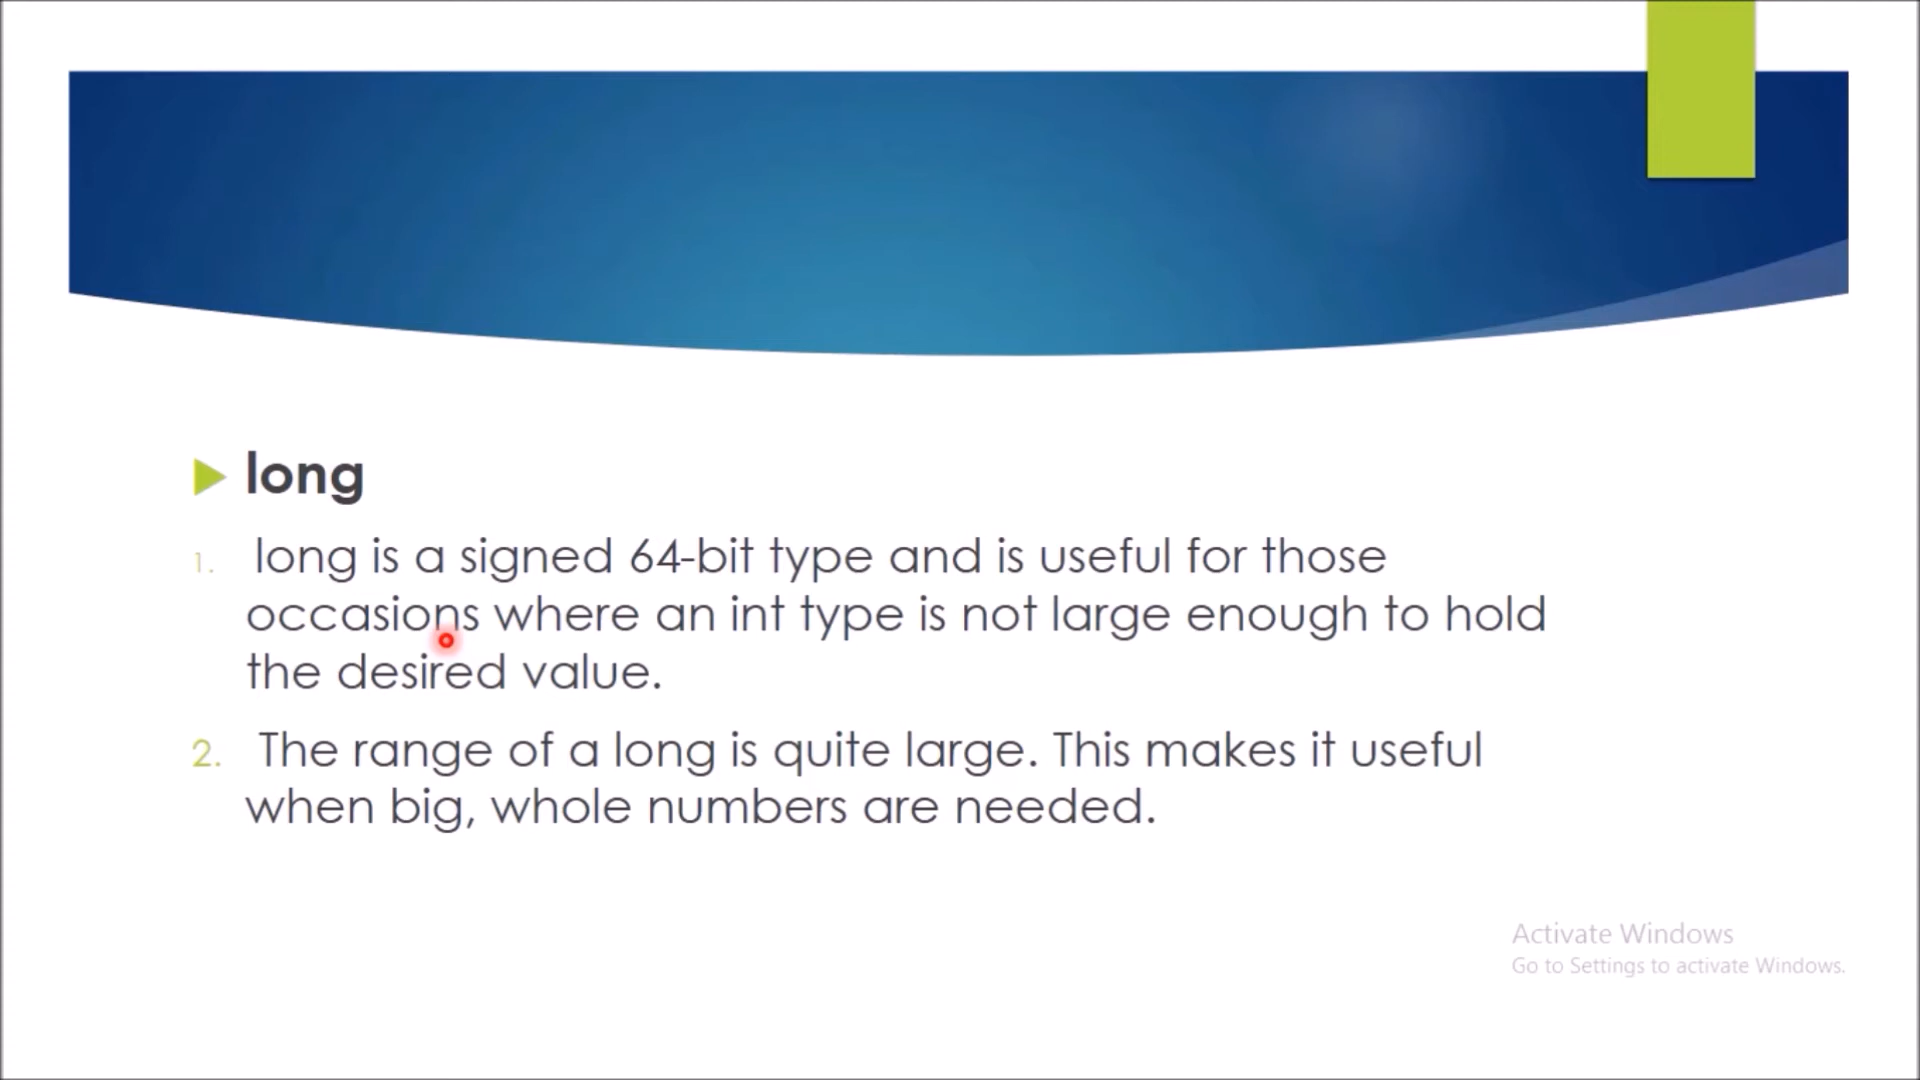 long
1. long is a signed 64-bit type and is useful for those
occasions where an int type is not large enough to hold
the desired value.
2. The range of a long is quite large. This makes it useful
when big, whole numbers are needed.
Activate Windows
Go to Settings to activate Windows.